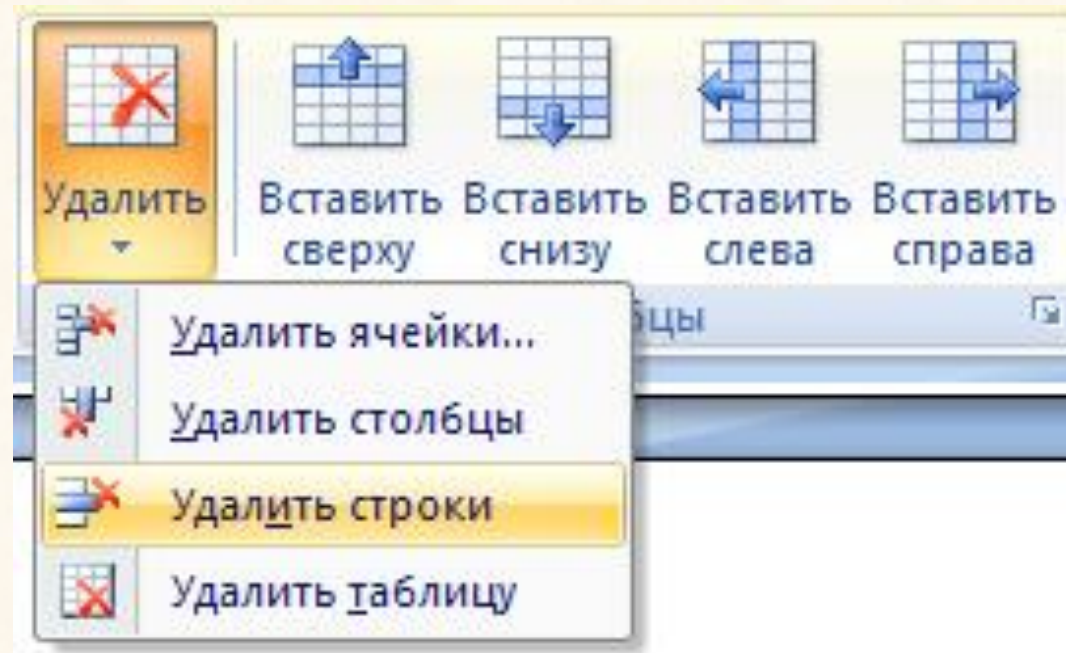 Удалить
Вставить сверху
Вставить снизу
Вставить слева
Вставить справа
Удалить ячейки...
Удалить столбцы
Удалить строки
Удалить таблицу